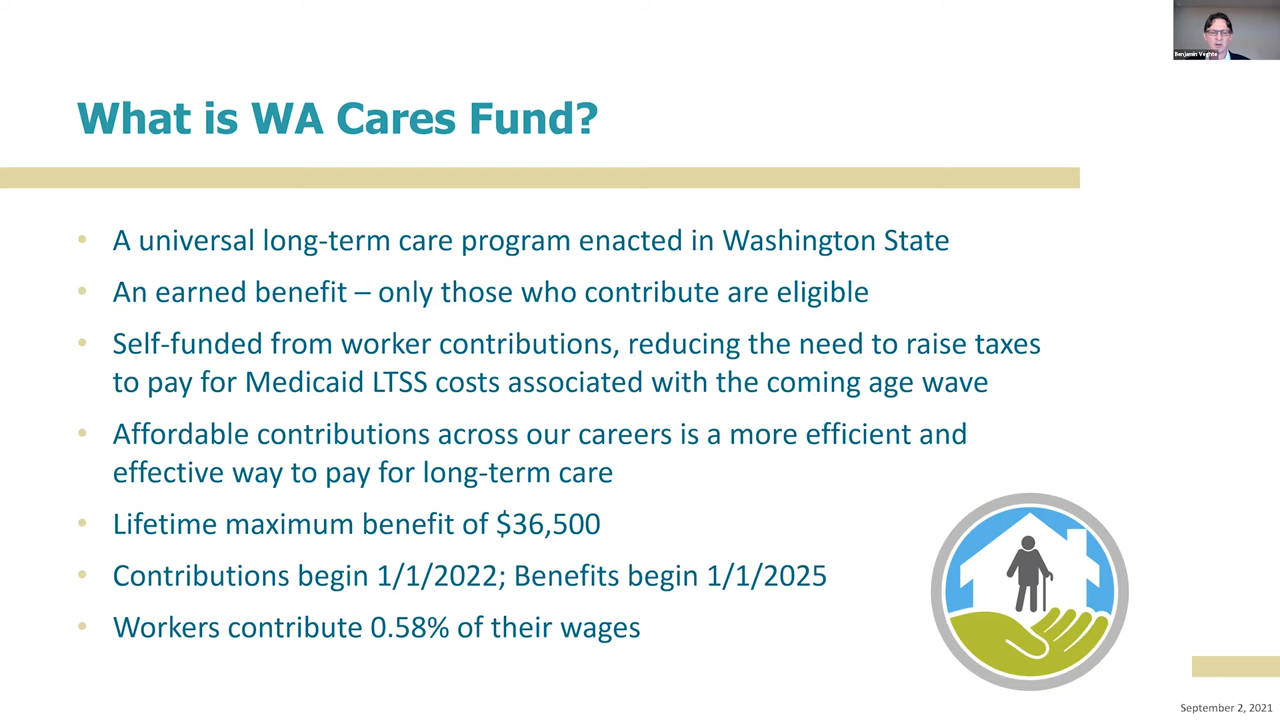 Benjamin Veghte
What is WA Cares Fund?
• A universal long-term care program enacted in Washington State
• An earned benefit – only those who contribute are eligible
• Self-funded from worker contributions, reducing the need to raise taxes
to pay for Medicaid LTSS costs associated with the coming age wave
• Affordable contributions across our careers is a more efficient and
effective way to pay for long-term care
• Lifetime maximum benefit of $36,500
• Contributions begin 1/1/2022; Benefits begin 1/1/2025
• Workers contribute 0.58% of their wages
September 2, 2021